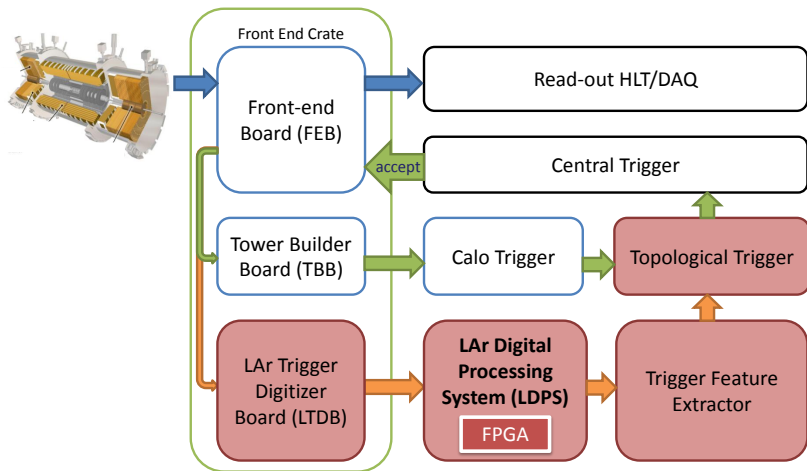 Front End Crate
Front-end
Board (FEB)
Read-out HLT/DAQ
accept
Central Trigger
Tower Builder
Board (TBB)
Calo Trigger
Topological Trigger
LAr Trigger
Digitizer
Board (LTDB)
LAr Digital
Processing
System (LDPS)
FPGA
Trigger Feature
Extractor